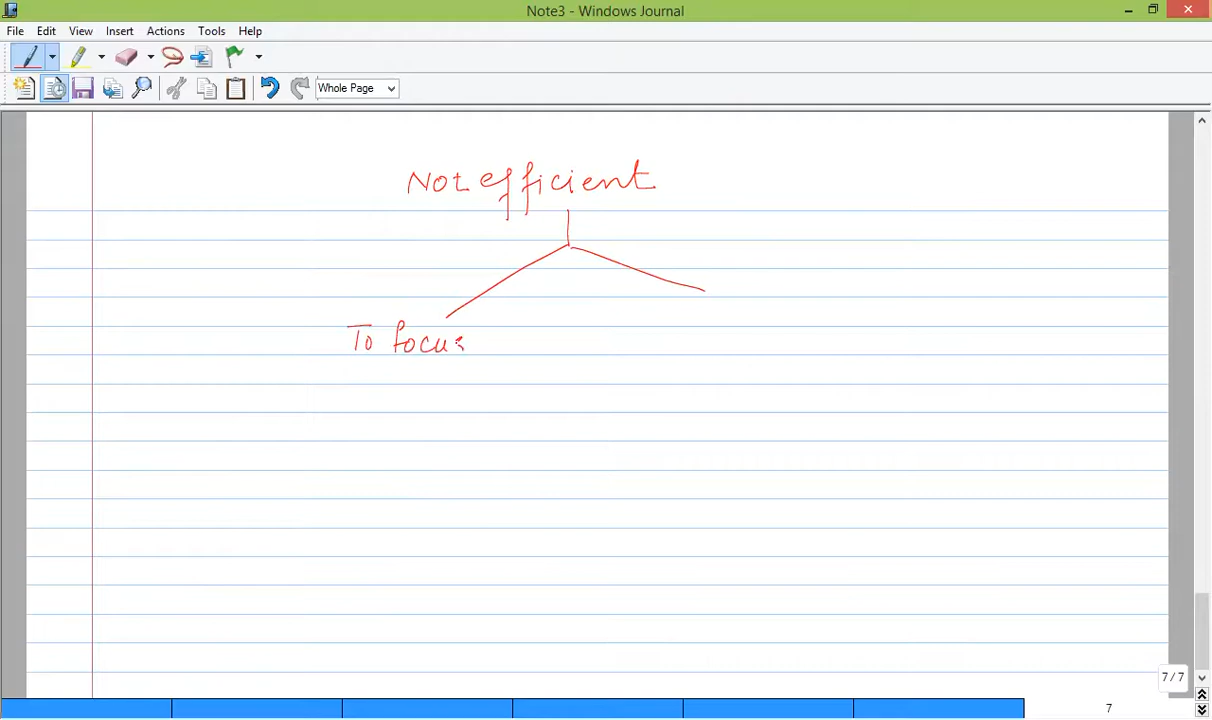 Note3 - Windows Journal
File Edit View Insert Actions Tools Help
Whole Page
Not efficient
To focus
7 / 7
7